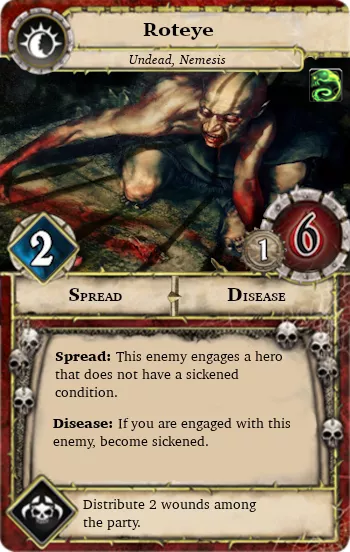 Roteye
Undead, Nemesis
2
1
6
Spread
Disease
Spread: This enemy engages a hero
that does not have a sickened
condition.
Disease: If you are engaged with this
enemy, become sickened.
Distribute 2 wounds among
the party.